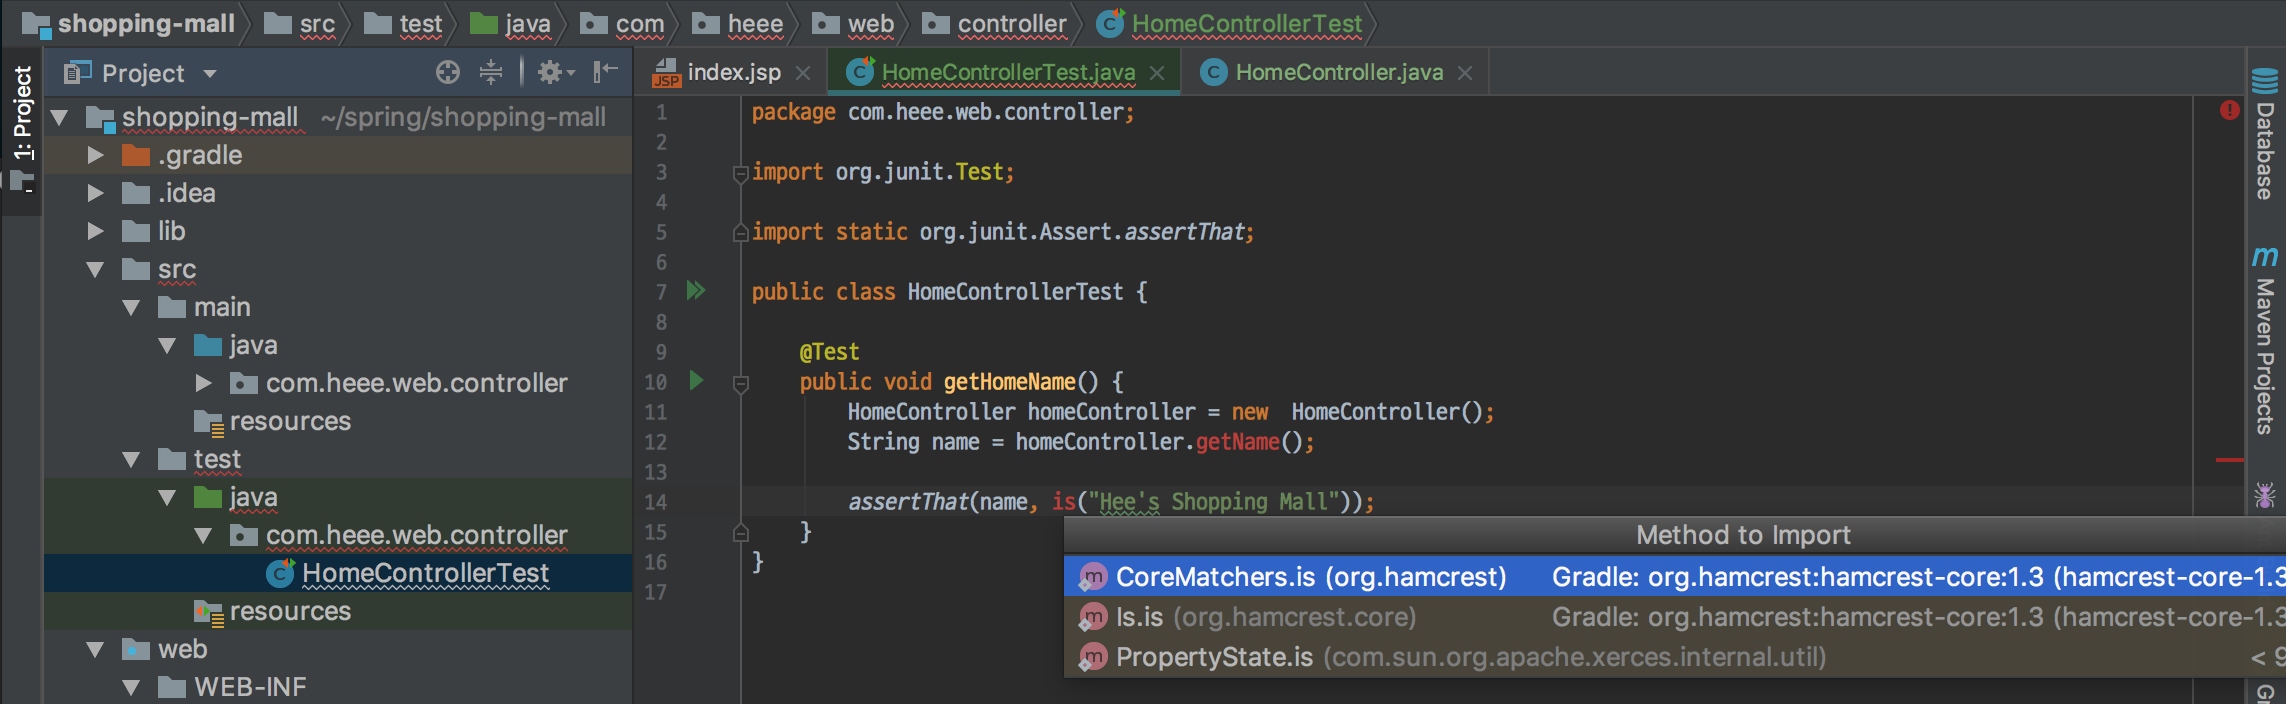 shopping-mall src test java com heee web controller HomeControllerTest
1: Project
Project
shopping-mall ~/spring/shopping-mall
.gradle
.idea
lib
src
main
java
com.heee.web.controller
resources
test
java
com.heee.web.controller
HomeControllerTest
resources
web
WEB-INF
index.jsp HomeControllerTest.java HomeController.java
1 package com.heee.web.controller;
2
3 import org.junit.Test;
4
5 import static org.junit.Assert.assertThat;
6
7 public class HomeControllerTest {
8
9 @Test
10 public void getHomeName() {
11 HomeController homeController = new  HomeController();
12 String name = homeController.getName();
13
14 assertThat(name, is("Hee's Shopping Mall"));
15 }
16 }
17
Method to Import
CoreMatchers.is (org.hamcrest) Gradle: org.hamcrest:hamcrest-core:1.3 (hamcrest-core-1.3
Is.is (org.hamcrest.core) Gradle: org.hamcrest:hamcrest-core:1.3 (hamcrest-core-1.3
PropertyState.is (com.sun.org.apache.xerces.internal.util) < 9
Database
Maven Projects